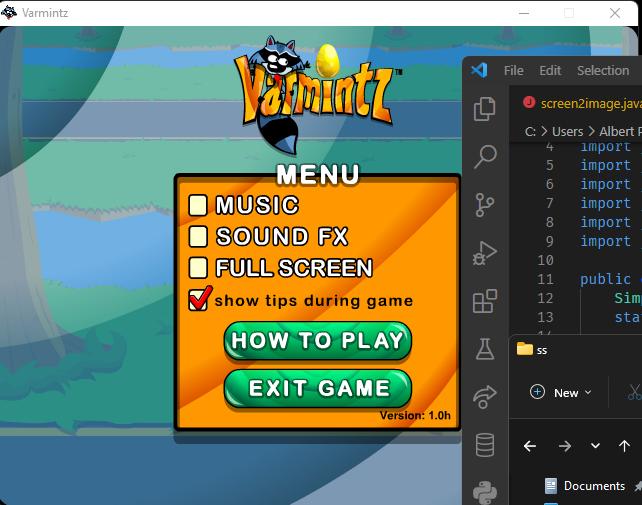 Varmintz
Varmintz™
MENU
MUSIC
SOUND FX
FULL SCREEN
show tips during game
HOW TO PLAY
EXIT GAME
Version: 1.0h
File Edit Selection
J screen2image.java
C: > Users > Albert P
4 import
5 import
6 import
7 import
8 import
9 import
10
11 public
12 Sim
13 sta
ss
New
Documents